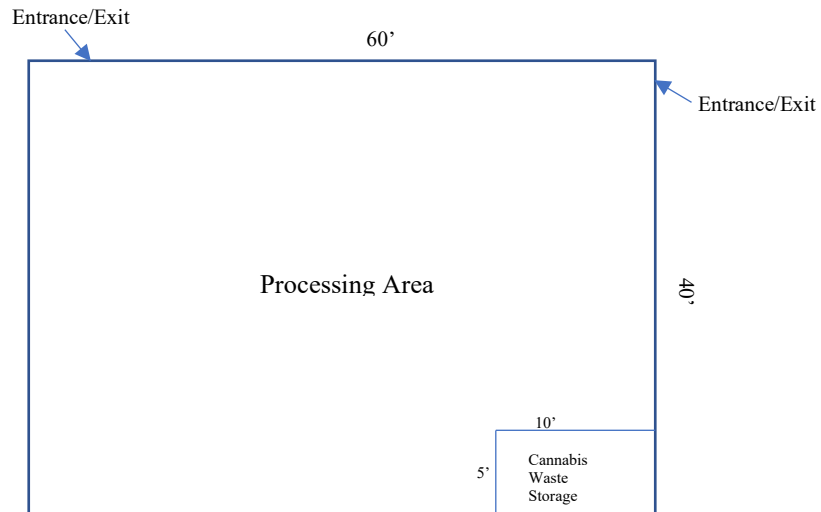 Entrance/Exit
60’
Entrance/Exit
Processing Area
40’
10’
5’
Cannabis
Waste
Storage